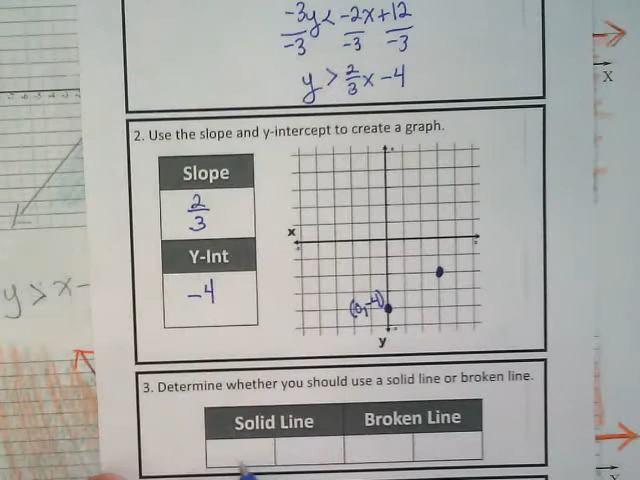 -3y < -2x + 12
-3 -3 -3
y > 2/3 x - 4
2. Use the slope and y-intercept to create a graph.
Slope
2/3
Y-Int
-4
x
(0, -4)
y
3. Determine whether you should use a solid line or broken line.
Solid Line Broken Line
y > x -
X
X